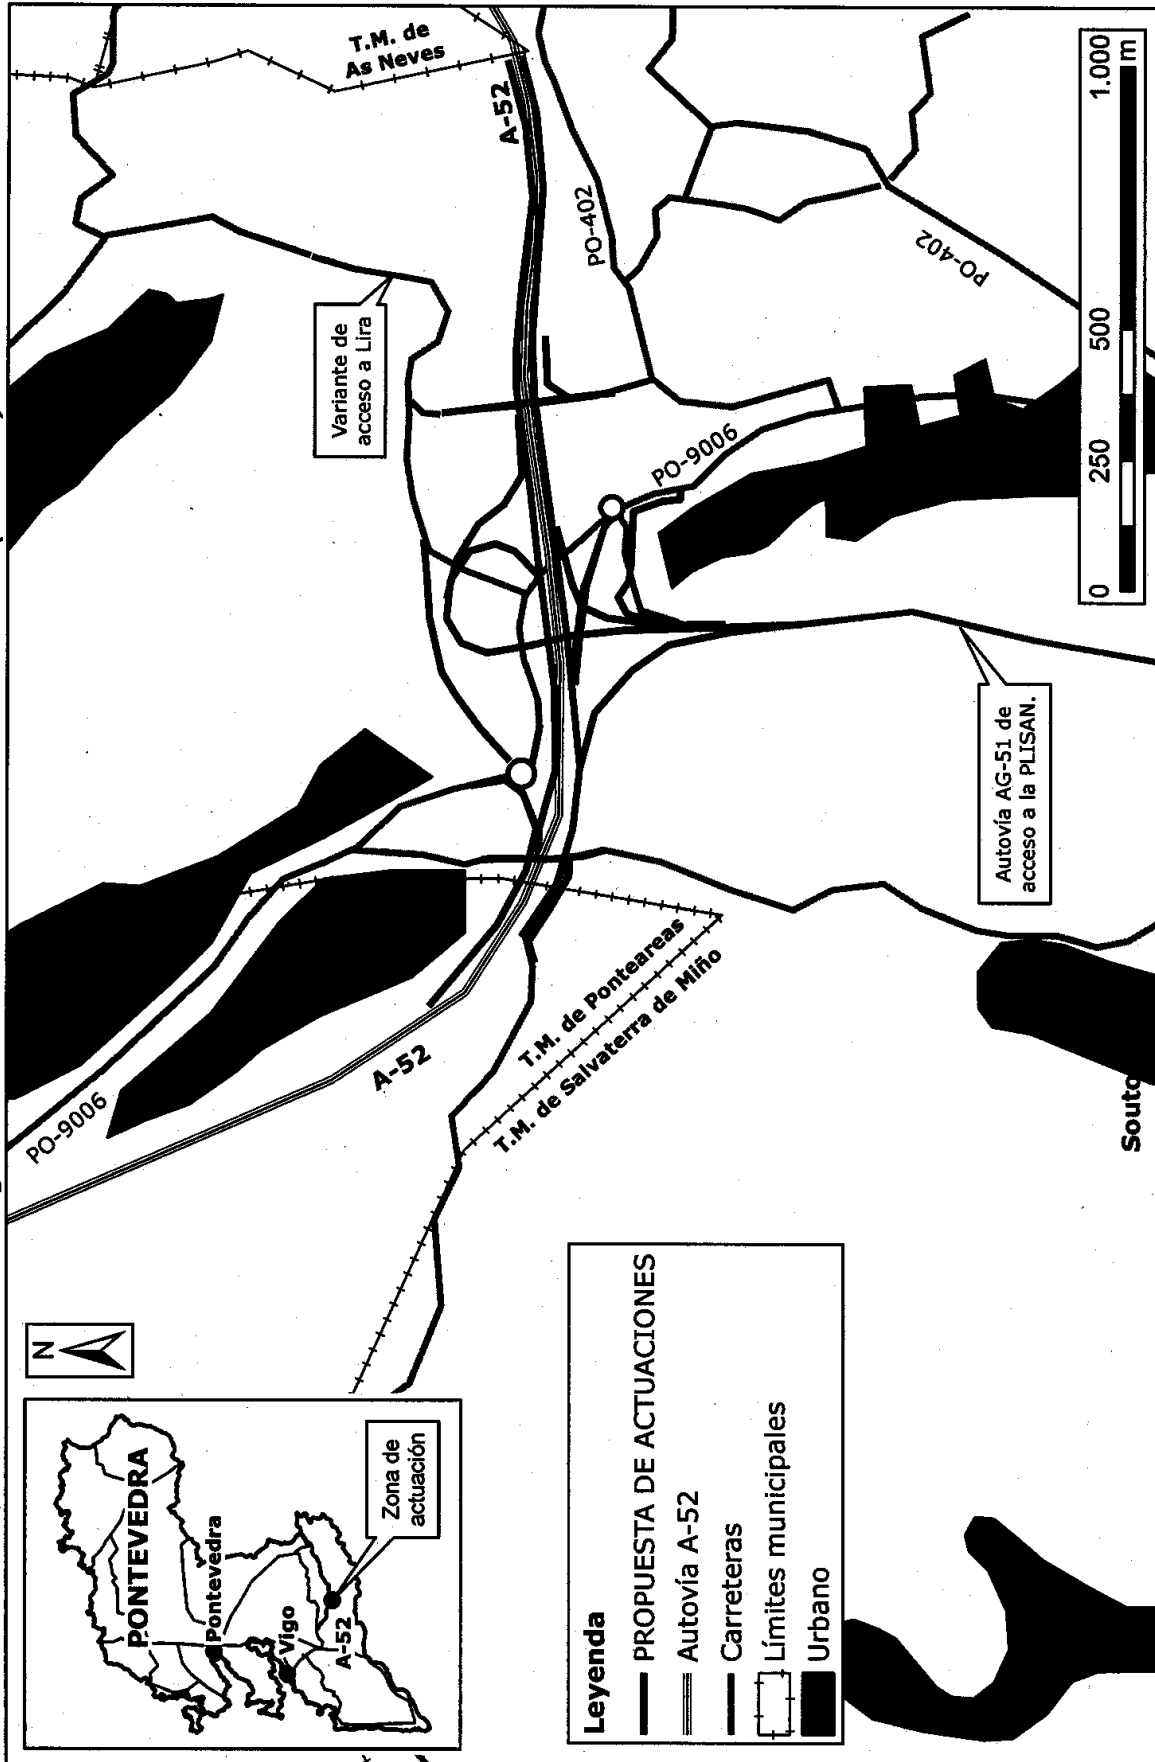 N
PONTEVEDRA
Pontevedra
Vigo
A-52
Zona de
actuación
PO-9006
A-52
T.M. de Ponteareas
T.M. de Salvaterra de Miño
Variante de
acceso a Lira
T.M. de
As Neves
A-52
PO-402
PO-402
PO-9006
Autovía AG-51 de
acceso a la PLISAN.
Souto
Leyenda
PROPUESTA DE ACTUACIONES
Autovía A-52
Carreteras
Límites municipales
Urbano
0 250 500 1.000
m